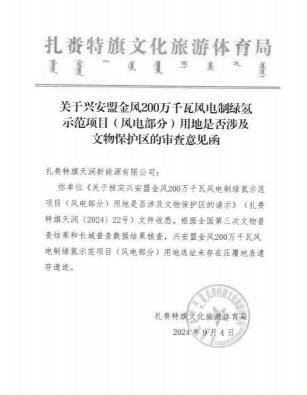 扎赉特旗文化旅游体育局
关于兴安盟金风200万千瓦风电制绿氢
示范项目（风电部分）用地是否涉及
文物保护区的审查意见函
扎赉特旗天润新能源有限公司：
你单位《关于核实兴安盟金风200万千瓦风电制绿氢示范
项目（风电部分）用地是否涉及文物保护区的请示》（扎赉
特旗天润〔2024〕22号）文件收悉。根据全国第三次文物普
查结果和长城普查数据结果核查，兴安盟金风200万千瓦风
电制绿氢示范项目（风电部分）用地选址未存在压覆地表遗
存遗迹。
扎赉特旗文化旅游体育局
2024年9月4日